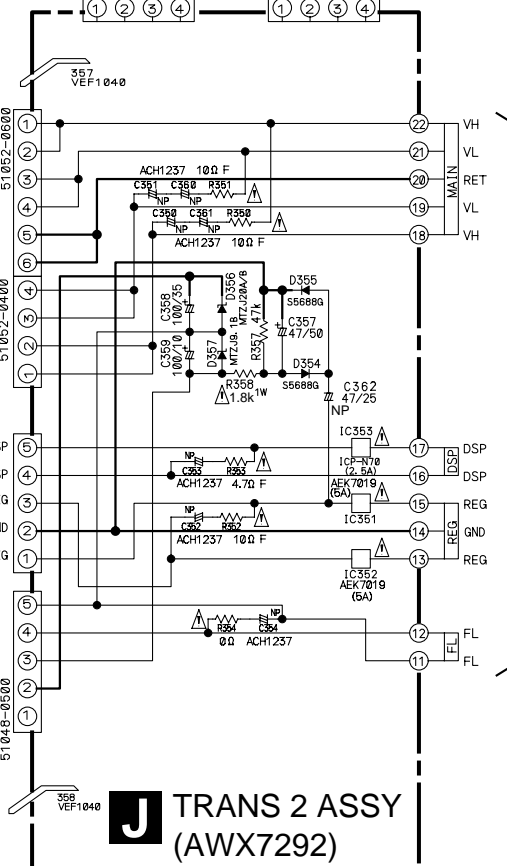 1 2 3 4 1 2 3 4
357
VEF1040
51052-0600
1 22 VH
2 21 VL
3 20 RET
4 19 VL
5 18 VH
6
MAIN
ACH1237 10Ω F
C351 C360 R351
NP
C350 C361 R350
NP
ACH1237 10Ω F
51052-0400
4
3
2
1
C358
100/35
C359
100/10
D356
MTZJ20A/B
D357
MTZJ9.1B
R357 47k
R358
1.8k 1W
D355
S5688G
C357
47/50
D354
S5688G
C362
47/25
NP
SP 5 17 DSP
SP 4 16 DSP
EG 3 15 REG
ND 2 14 GND
EG 1 13 REG
DSP
REG
IC353
ICP-N70
(2.5A)
AEK7019
(5A)
IC351
NP
C353 R353
ACH1237 4.7Ω F
NP
C352 R352
ACH1237 10Ω F
IC352
AEK7019
(5A)
51048-0500
5
4 12 FL
3 11 FL
2
1
FL
NP
R354 C354
0Ω ACH1237
358
VEF1040
J TRANS 2 ASSY
(AWX7292)